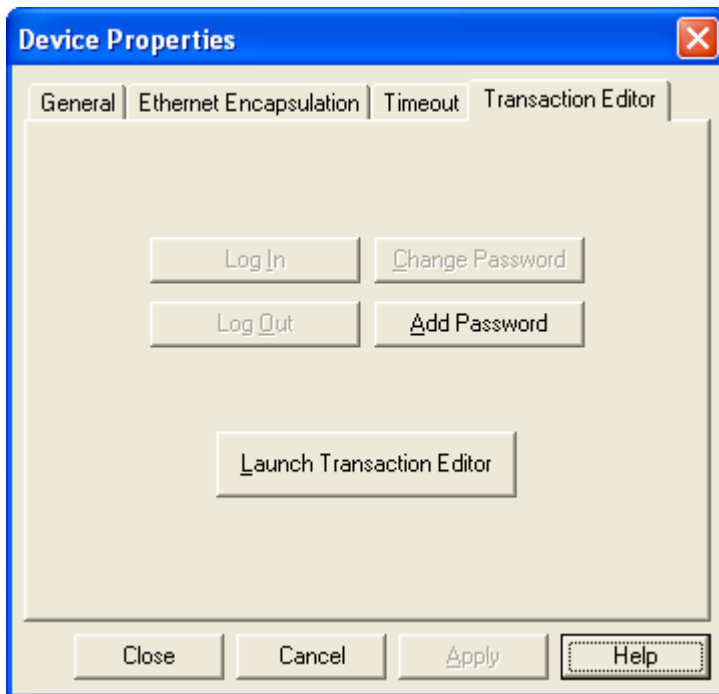 Device Properties
General Ethernet Encapsulation Timeout Transaction Editor
Log In Change Password
Log Out Add Password
Launch Transaction Editor
Close Cancel Apply Help